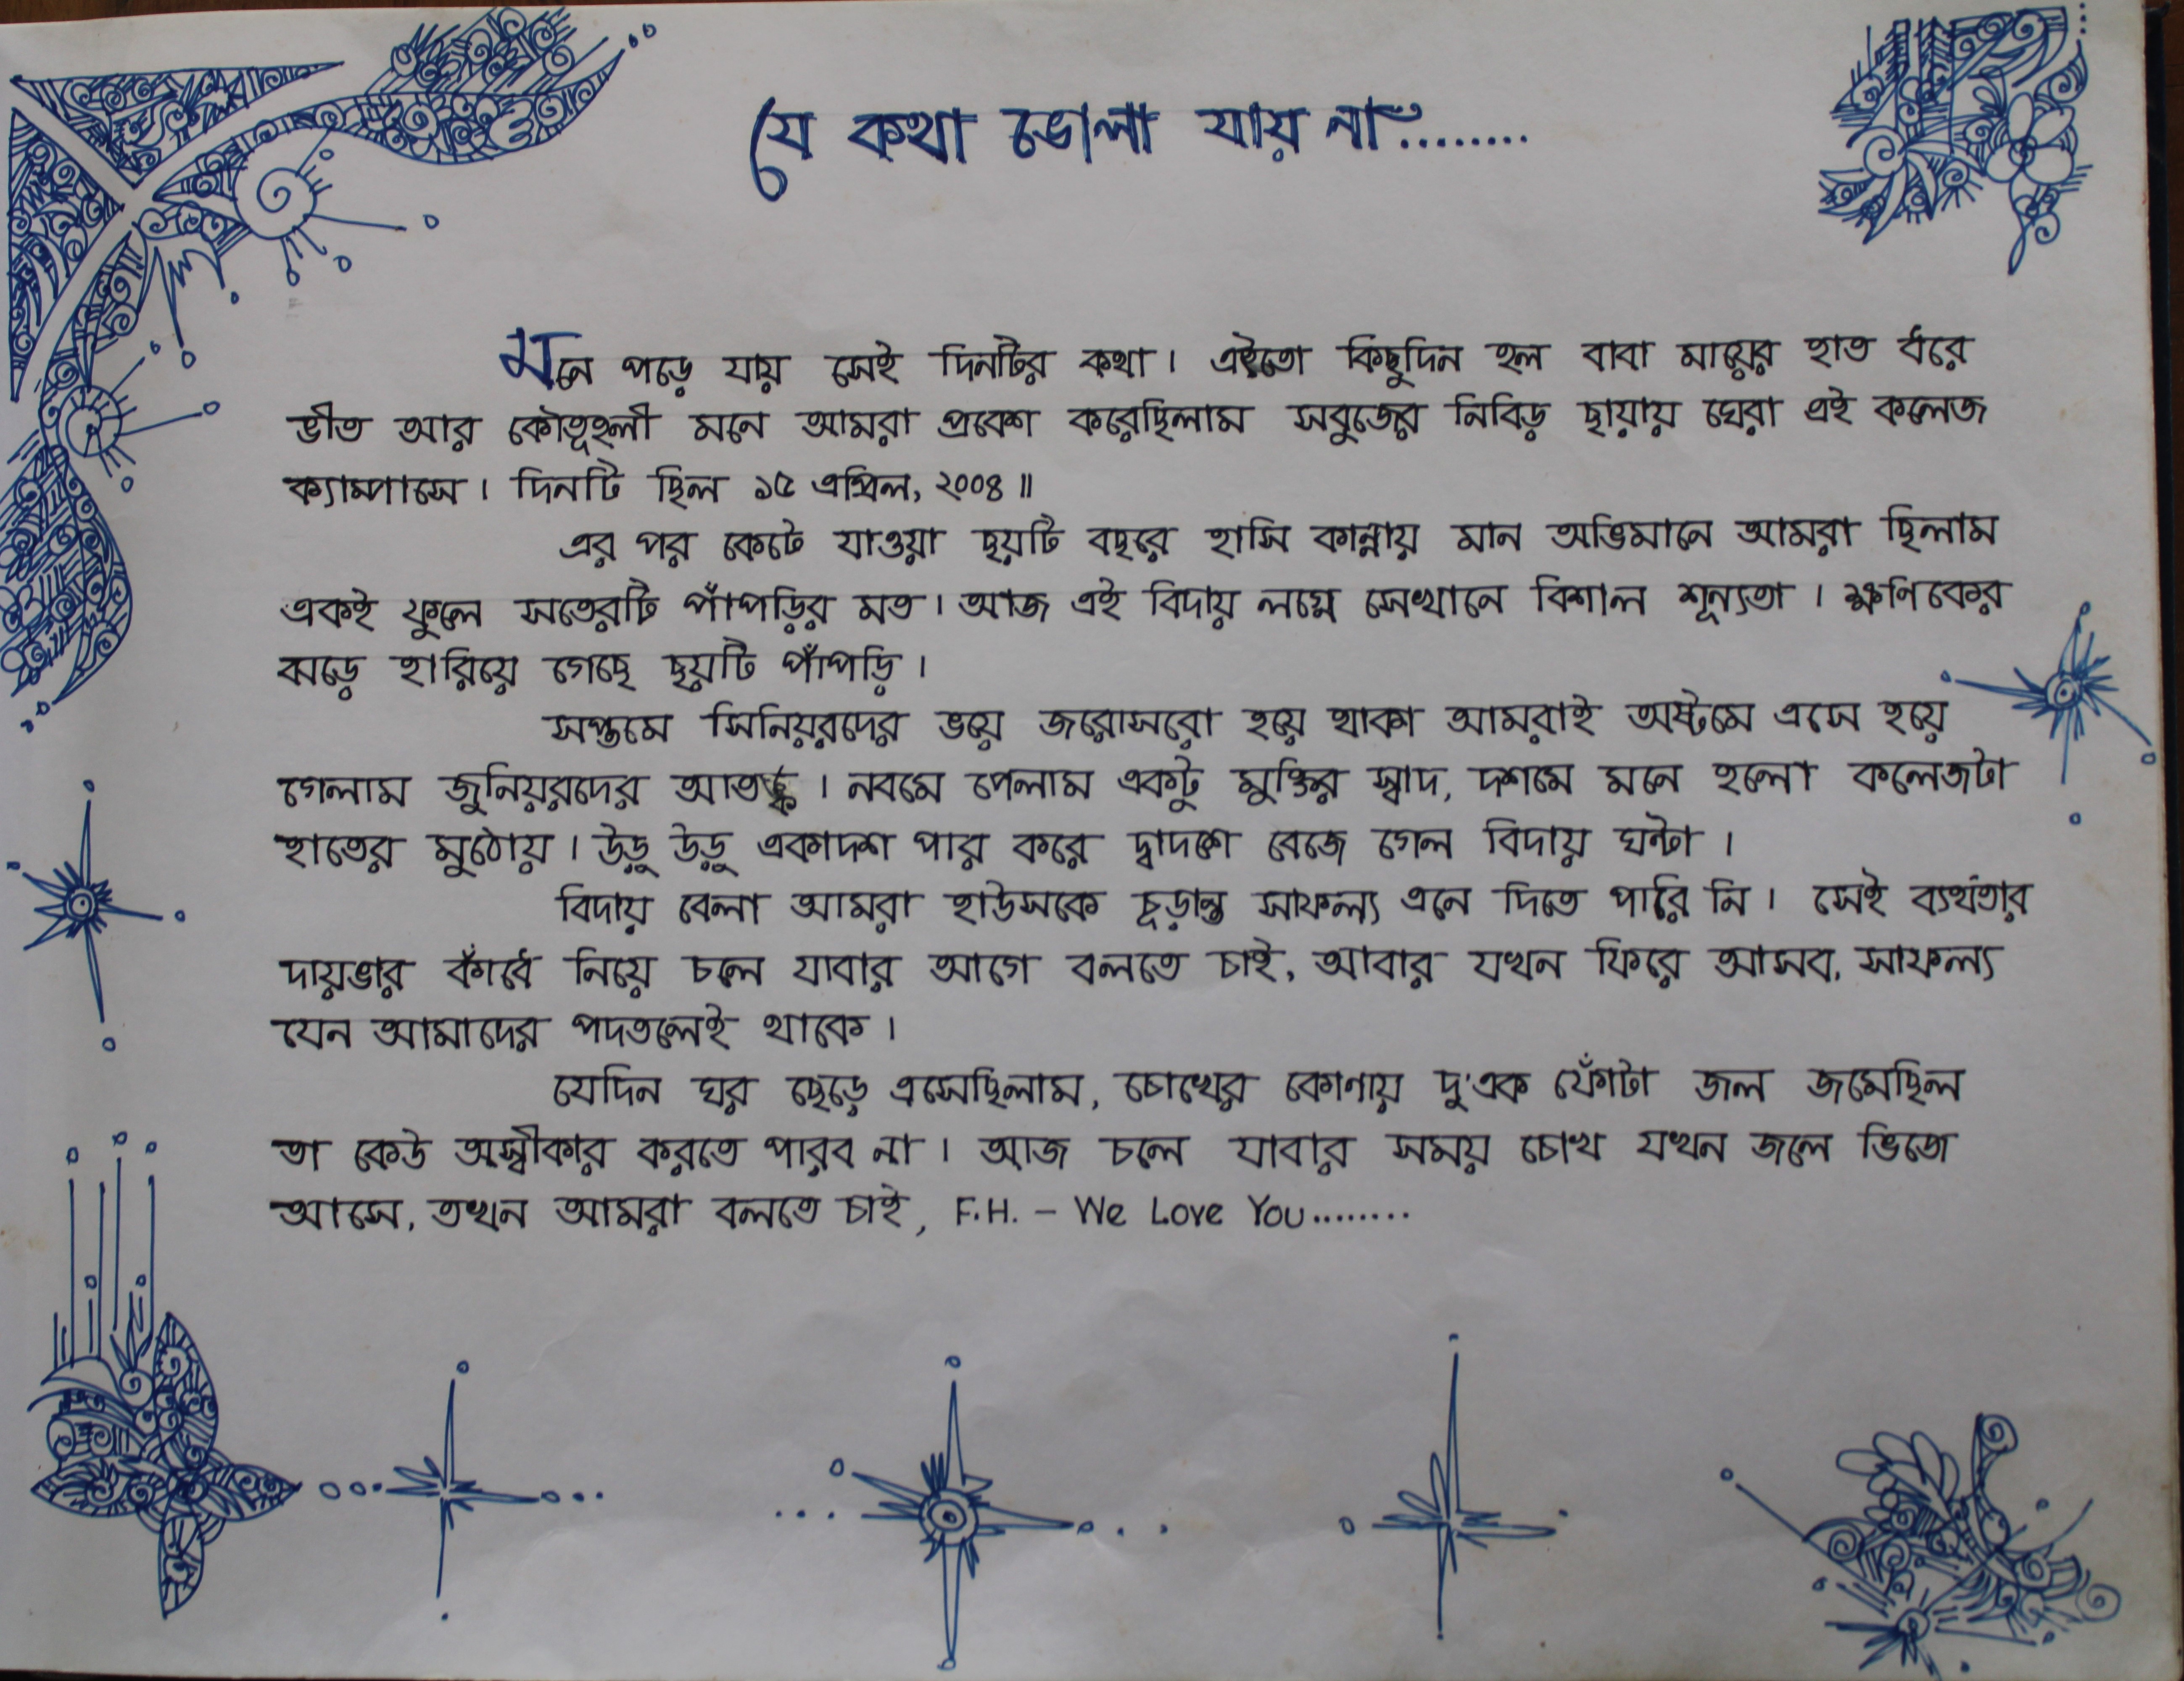 যে কথা ভোলা যায় না........
মনে পড়ে যায় সেই দিনটির কথা। এইতো কিছুদিন হল বাবা মায়ের হাত ধরে
ভীত আর কৌতূহলী মনে আমরা প্রবেশ করেছিলাম সবুজের নিবিড় ছায়ায় ঘেরা এই কলেজ
ক্যাম্পাসে। দিনটি ছিল ১৫ এপ্রিল, ২০০৪॥
এর পর কেটে যাওয়া ছয়টি বছরে হাসি কান্নায় মান অভিমানে আমরা ছিলাম
একই ফুলে সতেরটি পাঁপড়ির মত। আজ এই বিদায় লগ্নে সেখানে বিশাল শূন্যতা। ক্ষণিকের
ঝড়ে হারিয়ে গেছে ছয়টি পাঁপড়ি।
সপ্তমে সিনিয়রদের ভয়ে জরোসরো হয়ে থাকা আমরাই অষ্টমে এসে হয়ে
গেলাম জুনিয়রদের আতঙ্ক। নবমে পেলাম একটু মুক্তির স্বাদ, দশমে মনে হলো কলেজটা
হাতের মুঠোয়। উড়ু উড়ু একাদশ পার করে দ্বাদশে বেজে গেল বিদায় ঘন্টা।
বিদায় বেলা আমরা হাউসকে চূড়ান্ত সাফল্য এনে দিতে পারি নি। সেই ব্যর্থতার
দায়ভার কাঁধে নিয়ে চলে যাবার আগে বলতে চাই, আবার যখন ফিরে আসব, সাফল্য
যেন আমাদের পদতলেই থাকে।
যেদিন ঘর ছেড়ে এসেছিলাম, চোখের কোণায় দু'এক ফোঁটা জল জমেছিল
তা কেউ অস্বীকার করতে পারব না। আজ চলে যাবার সময় চোখ যখন জলে ভিজে
আসে, তখন আমরা বলতে চাই, F.H. - We Love You........